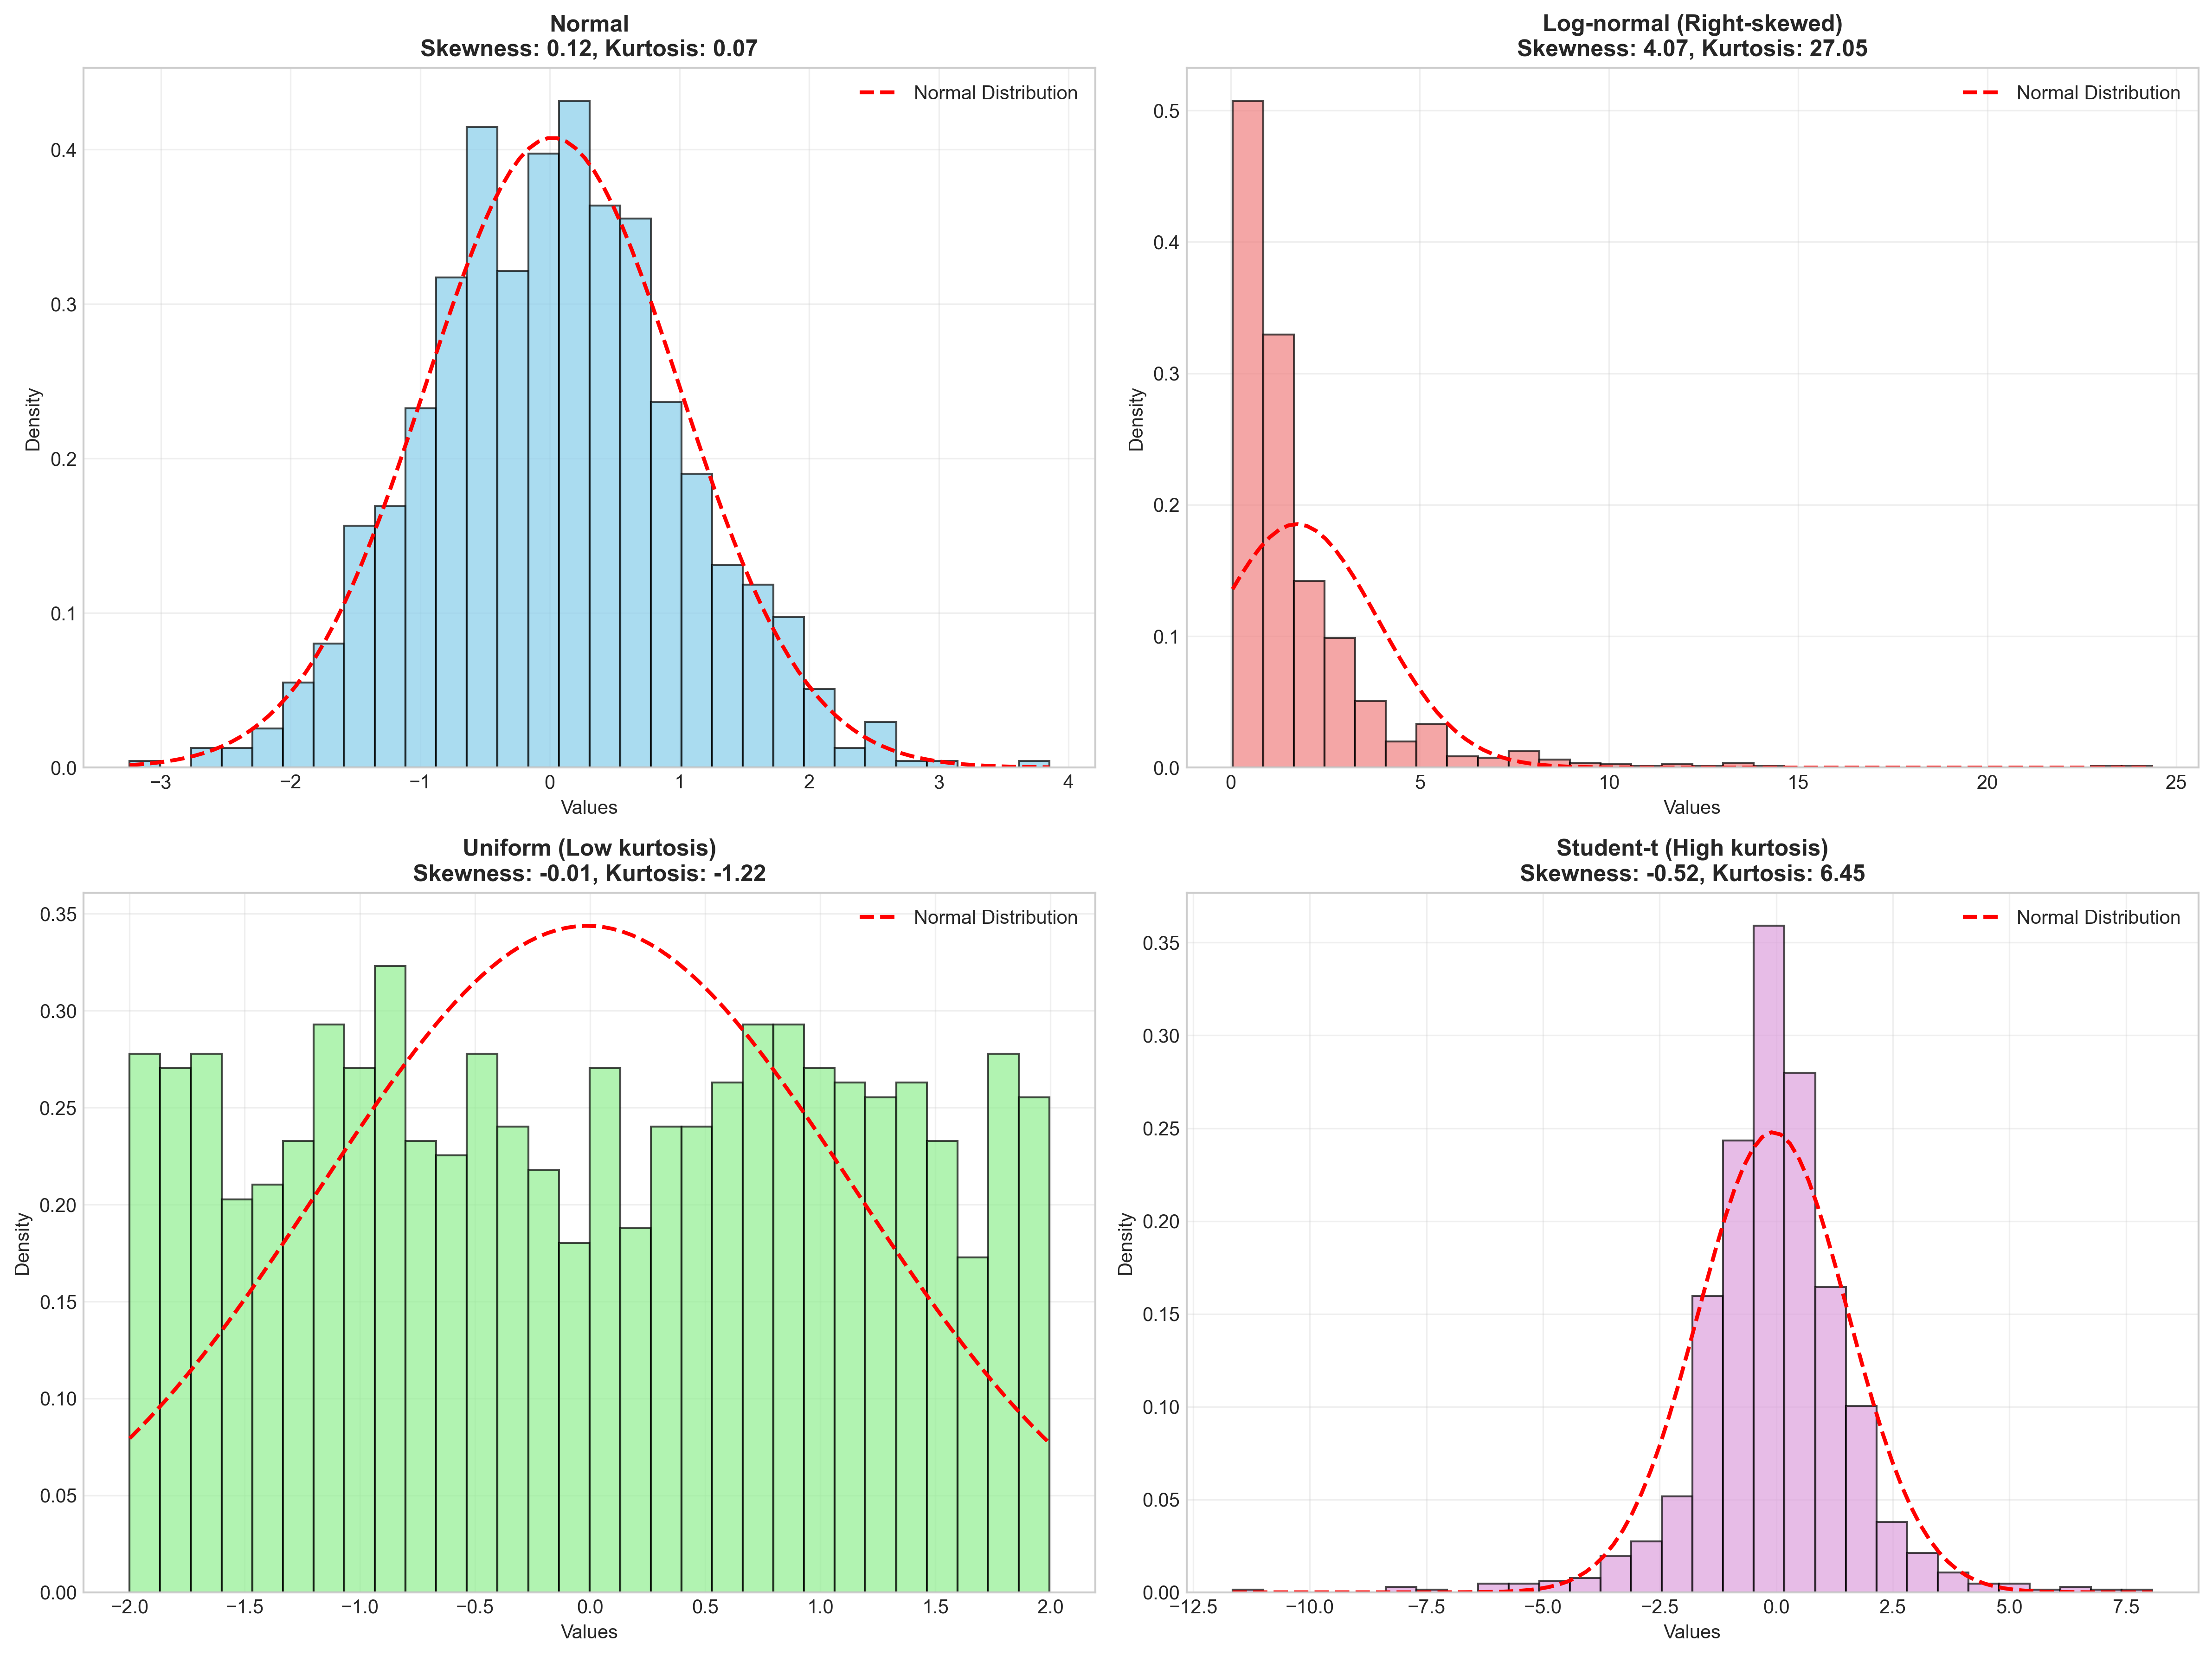 Normal
Skewness: 0.12, Kurtosis: 0.07
Normal Distribution
Density
0.4
0.3
0.2
0.1
0.0
−3 −2 −1 0 1 2 3 4
Values
Log-normal (Right-skewed)
Skewness: 4.07, Kurtosis: 27.05
Normal Distribution
Density
0.5
0.4
0.3
0.2
0.1
0.0
0 5 10 15 20 25
Values
Uniform (Low kurtosis)
Skewness: -0.01, Kurtosis: -1.22
Normal Distribution
Density
0.35
0.30
0.25
0.20
0.15
0.10
0.05
0.00
−2.0 −1.5 −1.0 −0.5 0.0 0.5 1.0 1.5 2.0
Values
Student-t (High kurtosis)
Skewness: -0.52, Kurtosis: 6.45
Normal Distribution
Density
0.35
0.30
0.25
0.20
0.15
0.10
0.05
0.00
−12.5 −10.0 −7.5 −5.0 −2.5 0.0 2.5 5.0 7.5
Values